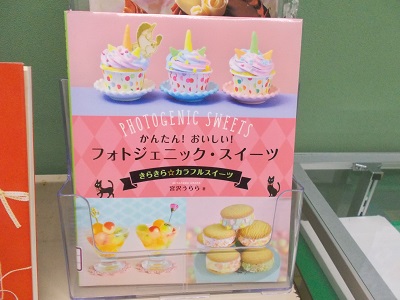 PHOTOGENIC SWEETS
かんたん！おいしい！
フォトジェニック・スイーツ
きらきら☆カラフルスイーツ
宮沢うらら 著